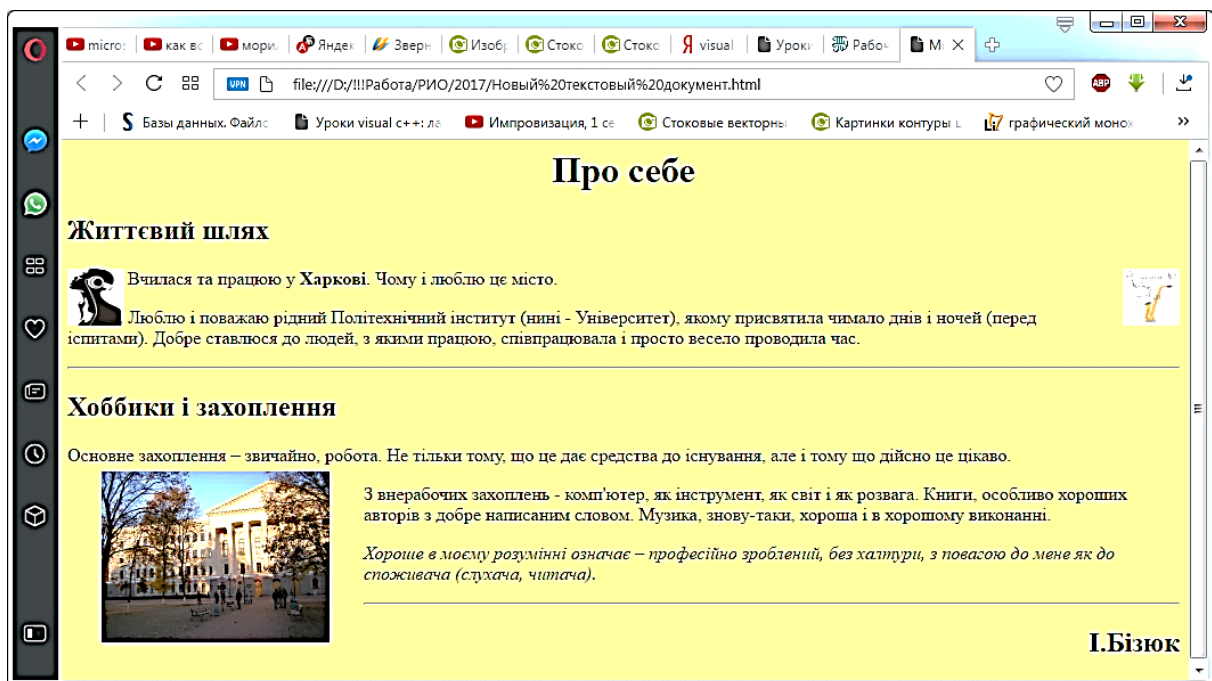 micros
как вс
мори,
Яндек
Зверн
Изобр
Стоко
Стоко
visual
Уроки
Рабоч
VPN
file:///D:/!!!Работа/РИО/2017/Новый%20текстовый%20документ.html
ABP
Базы данных. Файлс
Уроки visual c++: ла
Импровизация, 1 се
Стоковые векторны
Картинки контуры ц
графический монох
Про себе
Життєвий шлях
Вчилася та працюю у Харкові. Чому і люблю це місто.
Люблю і поважаю рідний Політехнічний інститут (нині - Університет), якому присвятила чимало днів і ночей (перед
іспитами). Добре ставлюся до людей, з якими працюю, співпрацювала і просто весело проводила час.
Хоббики і захоплення
Основне захоплення – звичайно, робота. Не тільки тому, що це дає средства до існування, але і тому що дійсно це цікаво.
З внерабочих захоплень - комп'ютер, як інструмент, як світ і як розвага. Книги, особливо хороших
авторів з добре написаним словом. Музика, знову-таки, хороша і в хорошому виконанні.
Хороше в моєму розумінні означає – професійно зроблений, без халтури, з повагою до мене як до
споживача (слухача, читача).
І.Бізюк